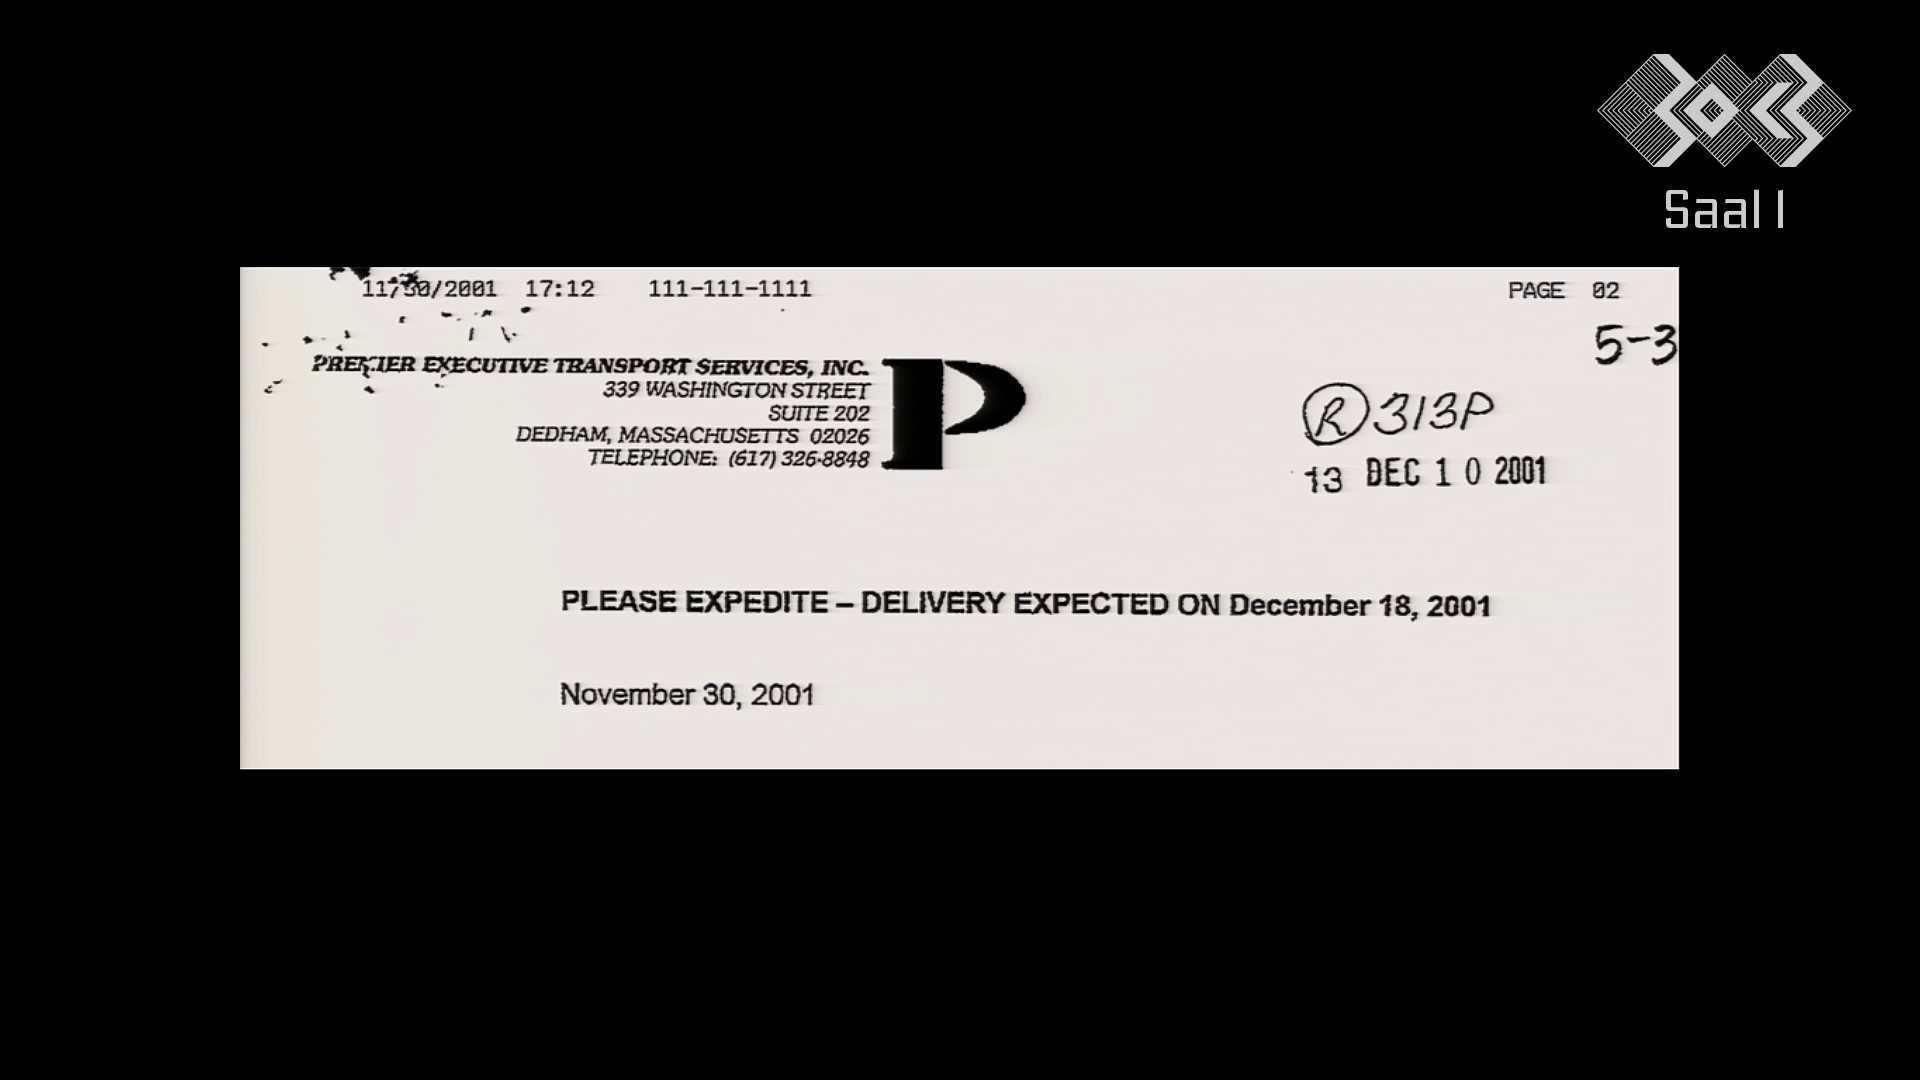 30C3
Saal 1
11/30/2001 17:12 111-111-1111 PAGE 02
5-3
PREMIER EXECUTIVE TRANSPORT SERVICES, INC.
339 WASHINGTON STREET
SUITE 202
DEDHAM, MASSACHUSETTS 02026
TELEPHONE: (617) 326-8848
P
R 313P
13 DEC 10 2001
PLEASE EXPEDITE – DELIVERY EXPECTED ON December 18, 2001
November 30, 2001